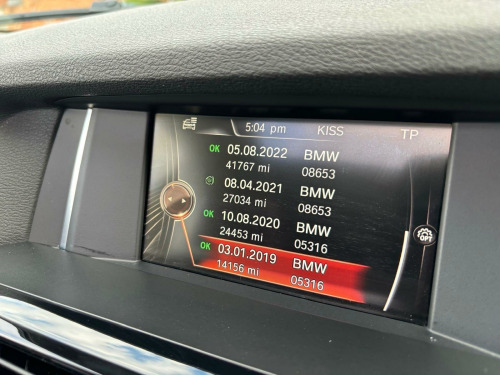 5:04 pm KISS TP
OK 05.08.2022 BMW
41767 mi 08653
08.04.2021 BMW
27034 mi 08653
OK 10.08.2020 BMW
24453 mi 05316
OK 03.01.2019 BMW
14156 mi 05316
OPT